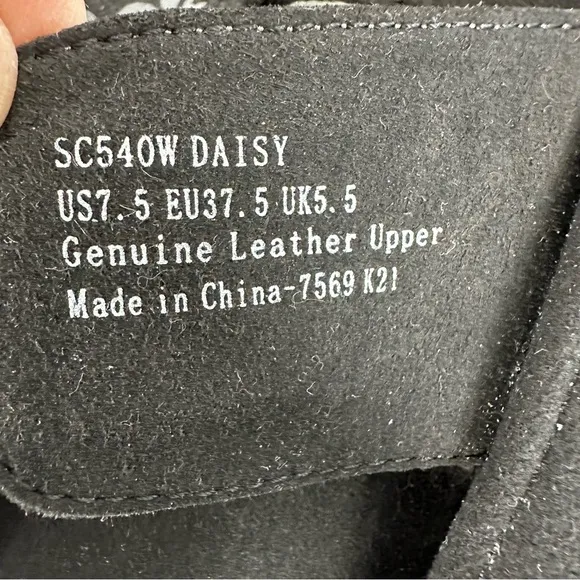 SC540W DAISY
US7.5 EU37.5 UK5.5
Genuine Leather Upper
Made in China-7569 K21